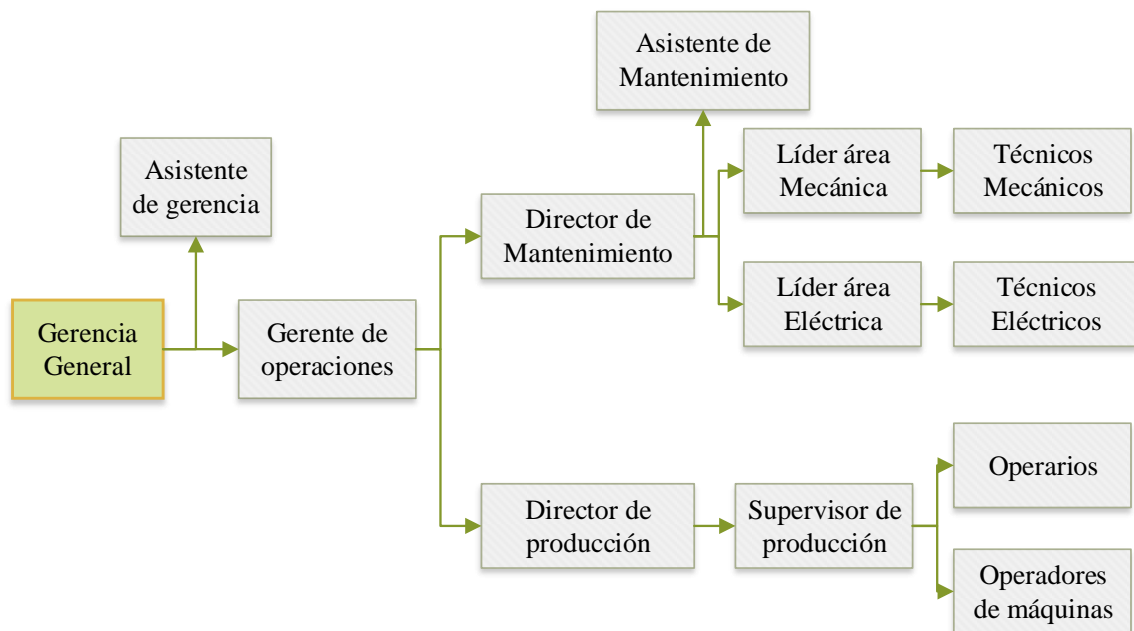 Asistente de
Mantenimiento
Asistente
de gerencia
Líder área
Mecánica
Técnicos
Mecánicos
Director de
Mantenimiento
Líder área
Eléctrica
Técnicos
Eléctricos
Gerencia
General
Gerente de
operaciones
Operarios
Director de
producción
Supervisor de
producción
Operadores
de máquinas